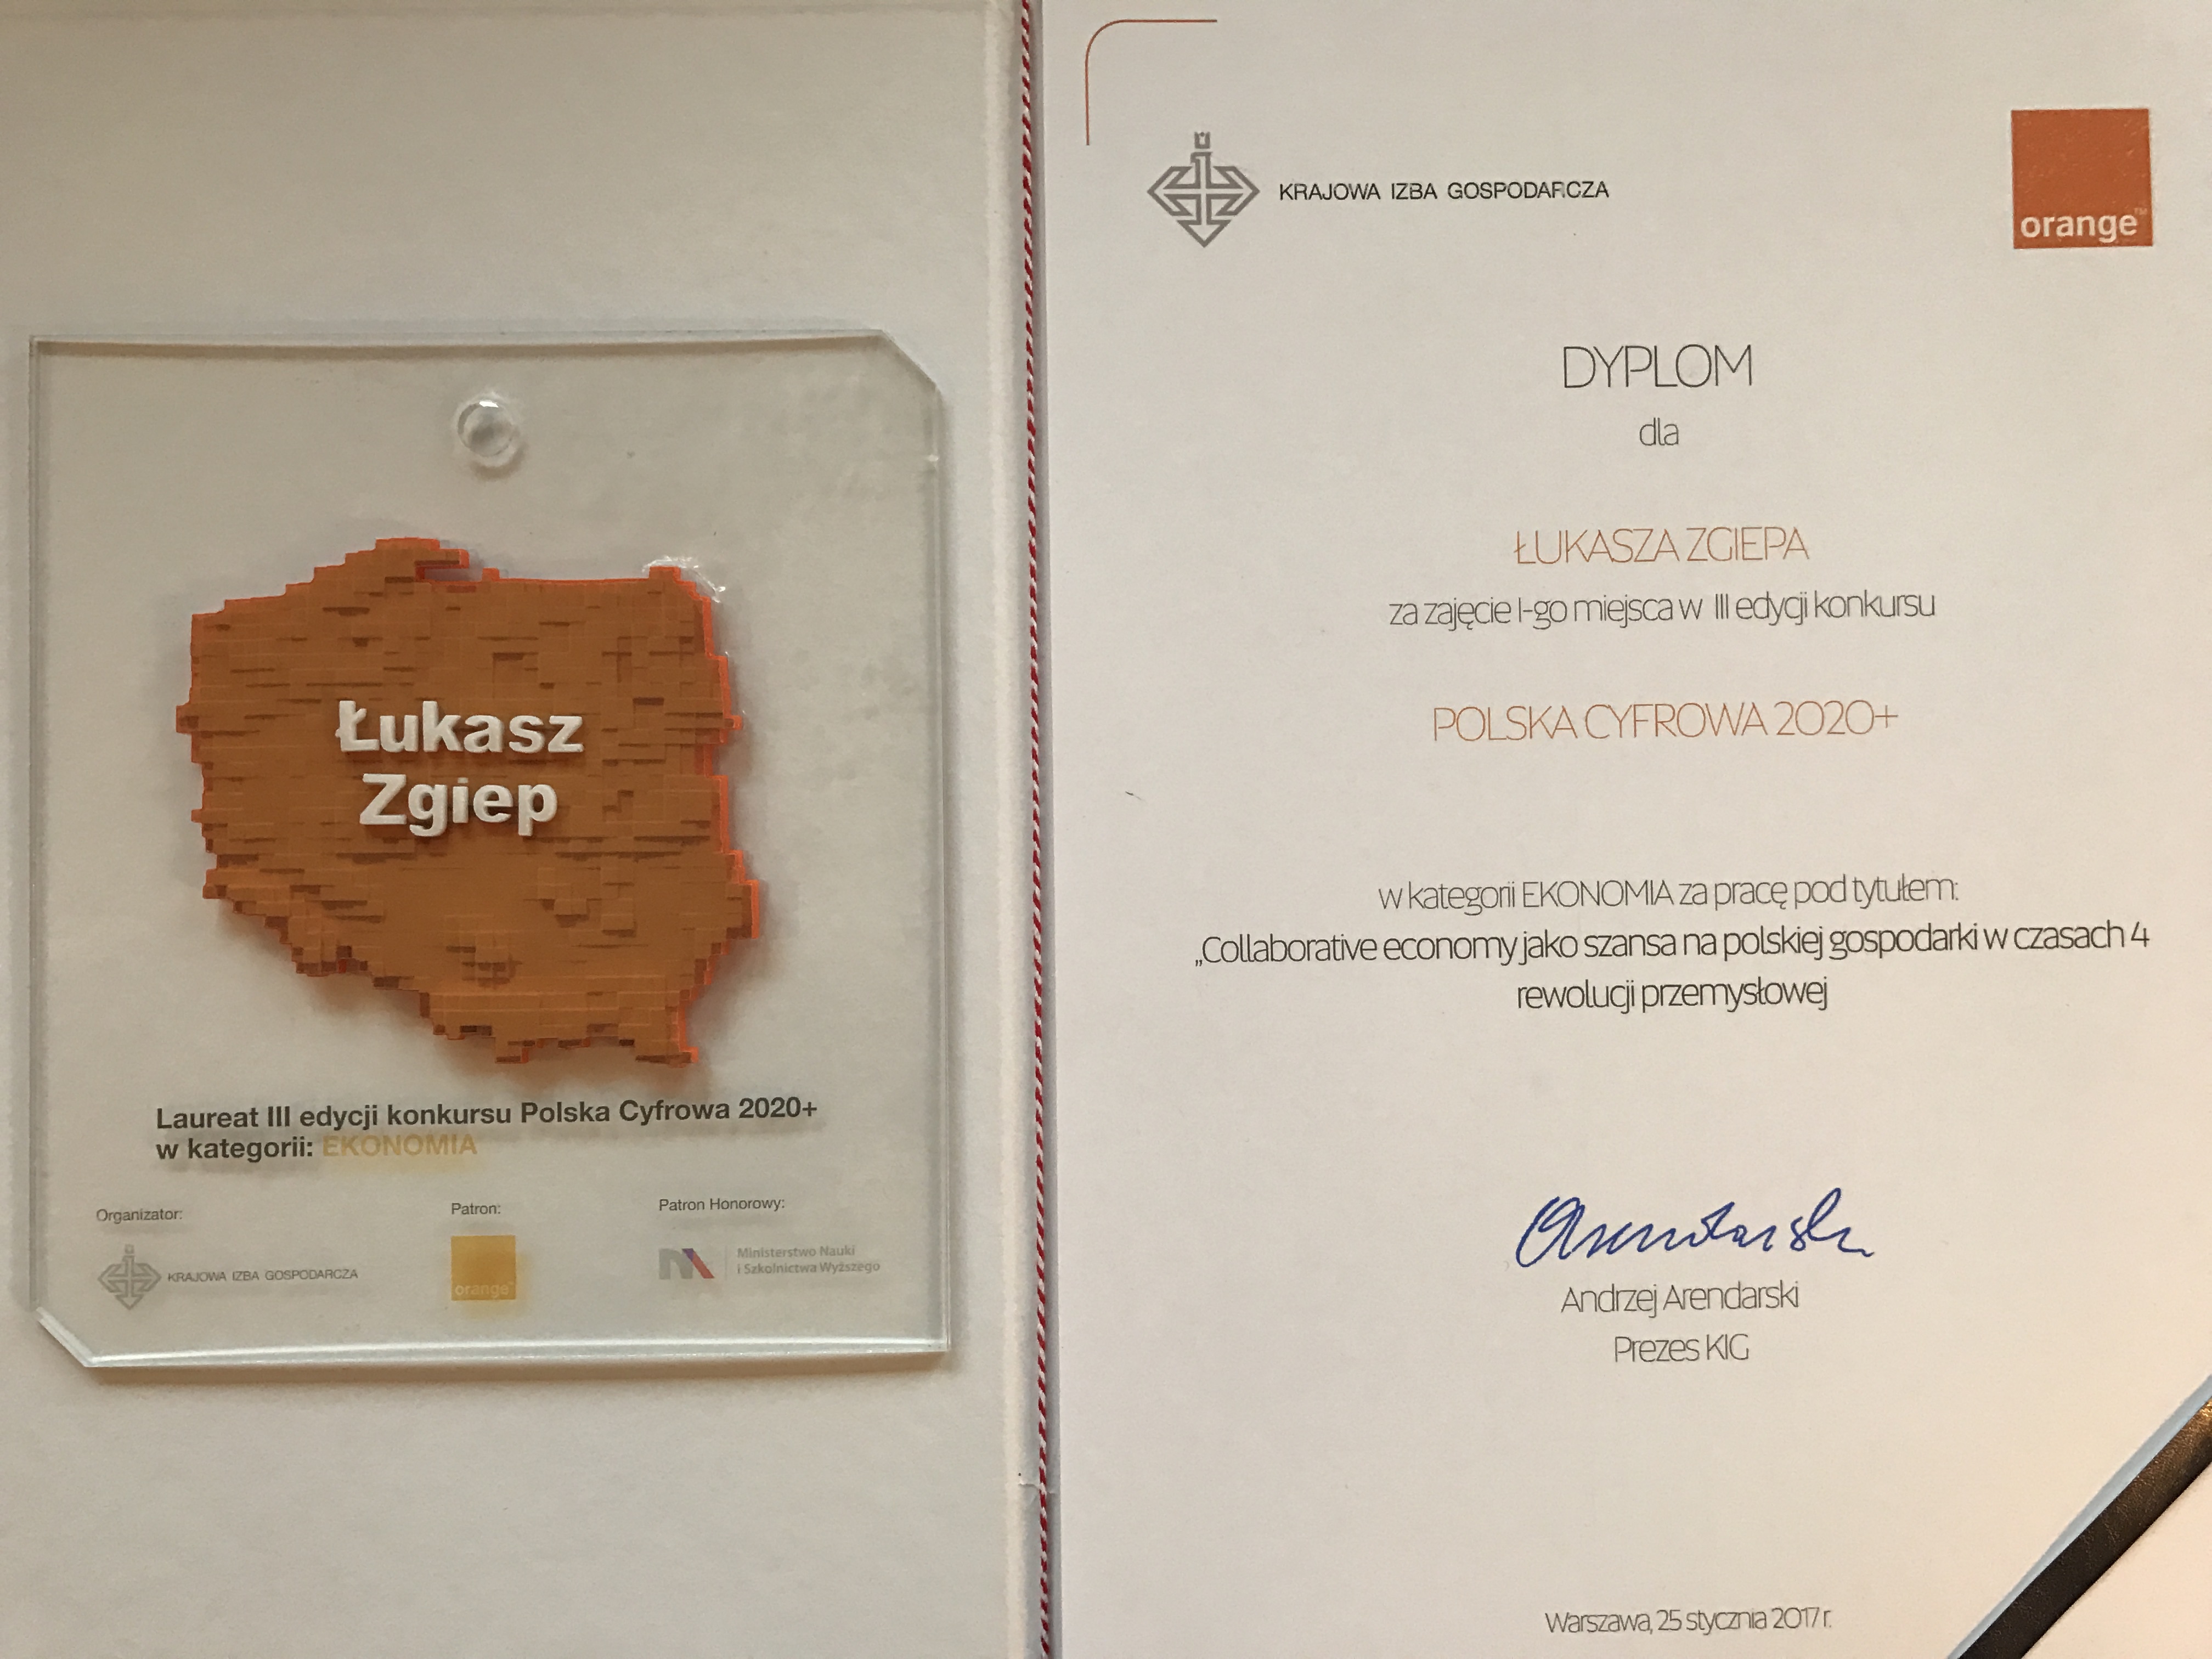 Łukasz
Zgiep
Laureat III edycji konkursu Polska Cyfrowa 2020+
w kategorii: EKONOMIA
Organizator:
KRAJOWA IZBA GOSPODARCZA
Patron:
orange™
Patron Honorowy:
Ministerstwo Nauki
i Szkolnictwa Wyższego
KRAJOWA IZBA GOSPODARCZA
orange™
DYPLOM
dla
ŁUKASZA ZGIEPA
za zajęcie I-go miejsca w III edycji konkursu
POLSKA CYFROWA 2020+
w kategorii EKONOMIA za pracę pod tytułem:
„Collaborative economy jako szansa na polskiej gospodarki w czasach 4
rewolucji przemysłowej
Arendarski
Andrzej Arendarski
Prezes KIG
Warszawa, 25 stycznia 2017 r.